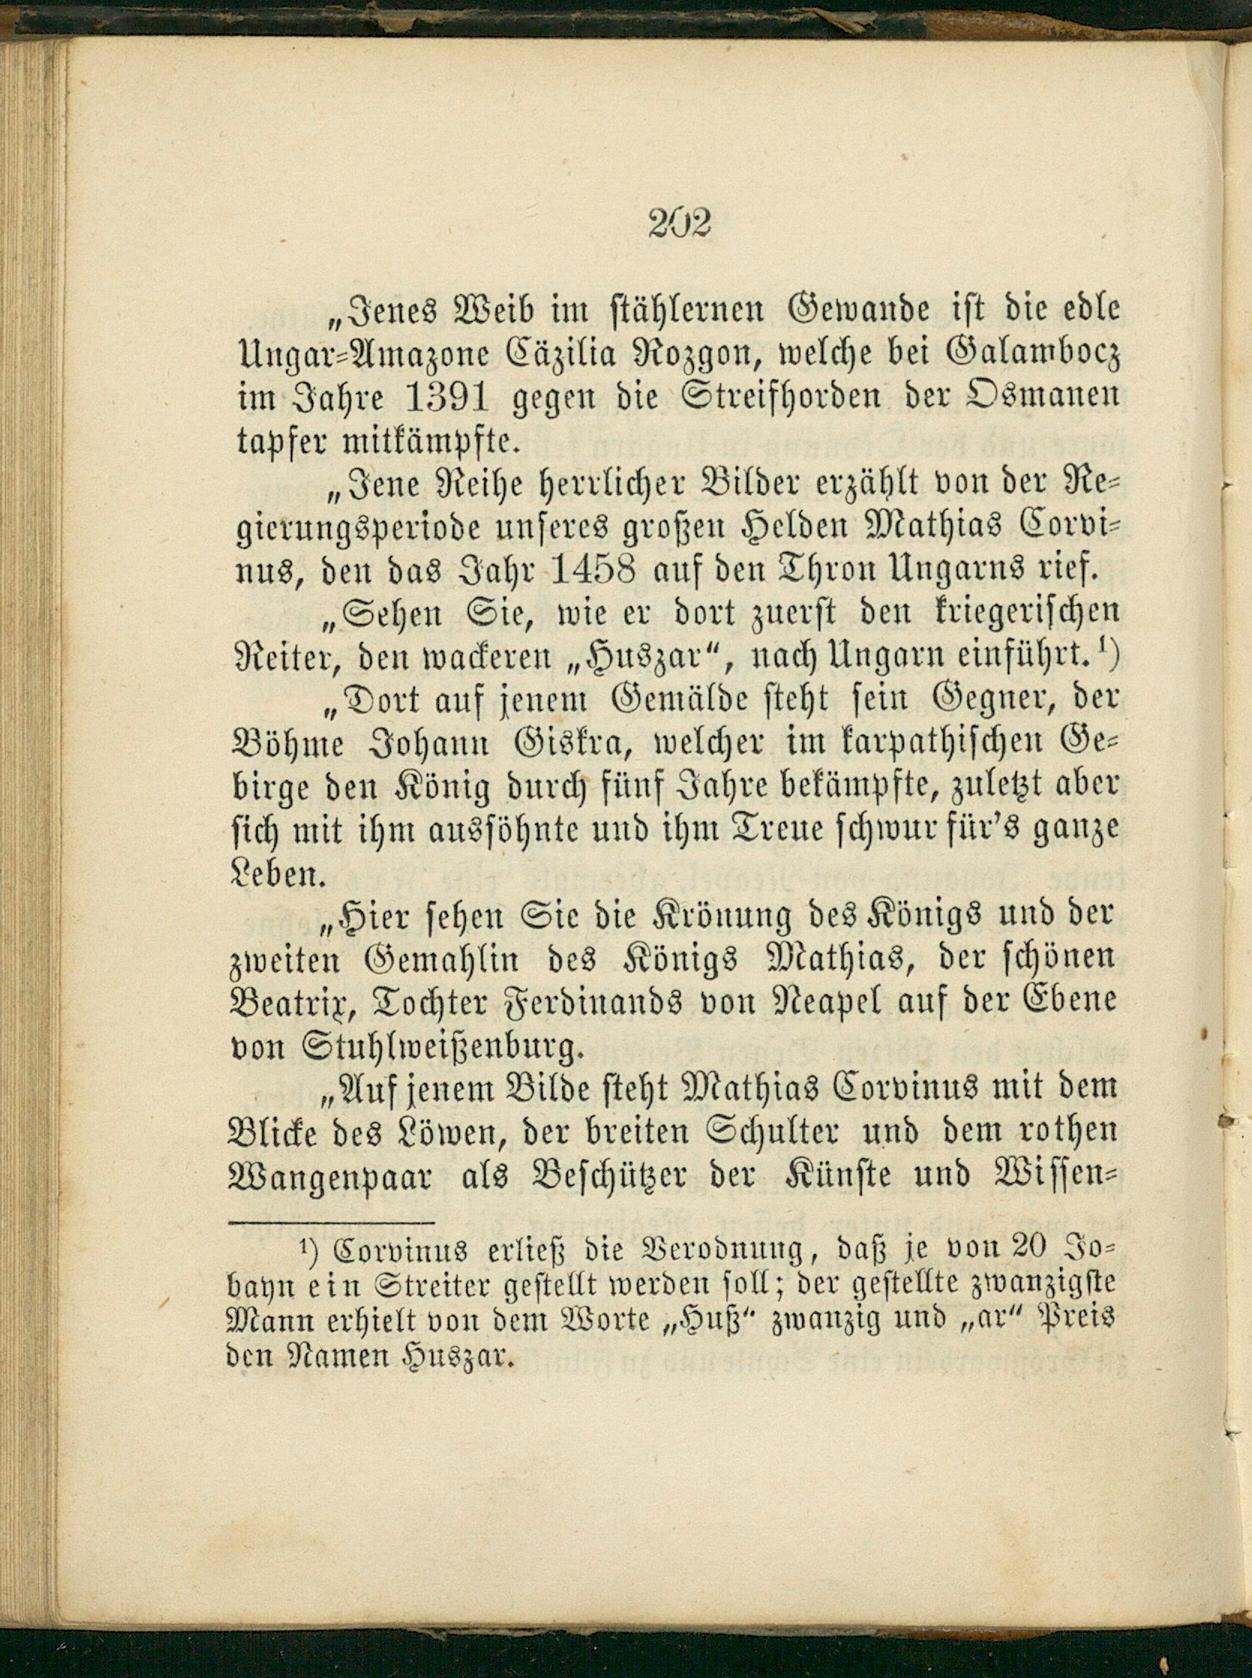 202
„Jenes Weib im stählernen Gewande ist die edle
Ungar-Amazone Cäzilia Rozgon, welche bei Galambocz
im Jahre 1391 gegen die Streifhorden der Osmanen
tapfer mitkämpfte.
„Jene Reihe herrlicher Bilder erzählt von der Re-
gierungsperiode unseres großen Helden Mathias Corvi-
nus, den das Jahr 1458 auf den Thron Ungarns rief.
„Sehen Sie, wie er dort zuerst den kriegerischen
Reiter, den wackeren „Huszar“, nach Ungarn einführt.¹)
„Dort auf jenem Gemälde steht sein Gegner, der
Böhme Johann Giskra, welcher im karpathischen Ge-
birge den König durch fünf Jahre bekämpfte, zuletzt aber
sich mit ihm aussöhnte und ihm Treue schwur für's ganze
Leben.
„Hier sehen Sie die Krönung des Königs und der
zweiten Gemahlin des Königs Mathias, der schönen
Beatrix, Tochter Ferdinands von Neapel auf der Ebene
von Stuhlweißenburg.
„Auf jenem Bilde steht Mathias Corvinus mit dem
Blicke des Löwen, der breiten Schulter und dem rothen
Wangenpaar als Beschützer der Künste und Wissen-
¹) Corvinus erließ die Verodnung, daß je von 20 Jo-
bayn ein Streiter gestellt werden soll; der gestellte zwanzigste
Mann erhielt von dem Worte „Huß“ zwanzig und „ar“ Preis
den Namen Huszar.